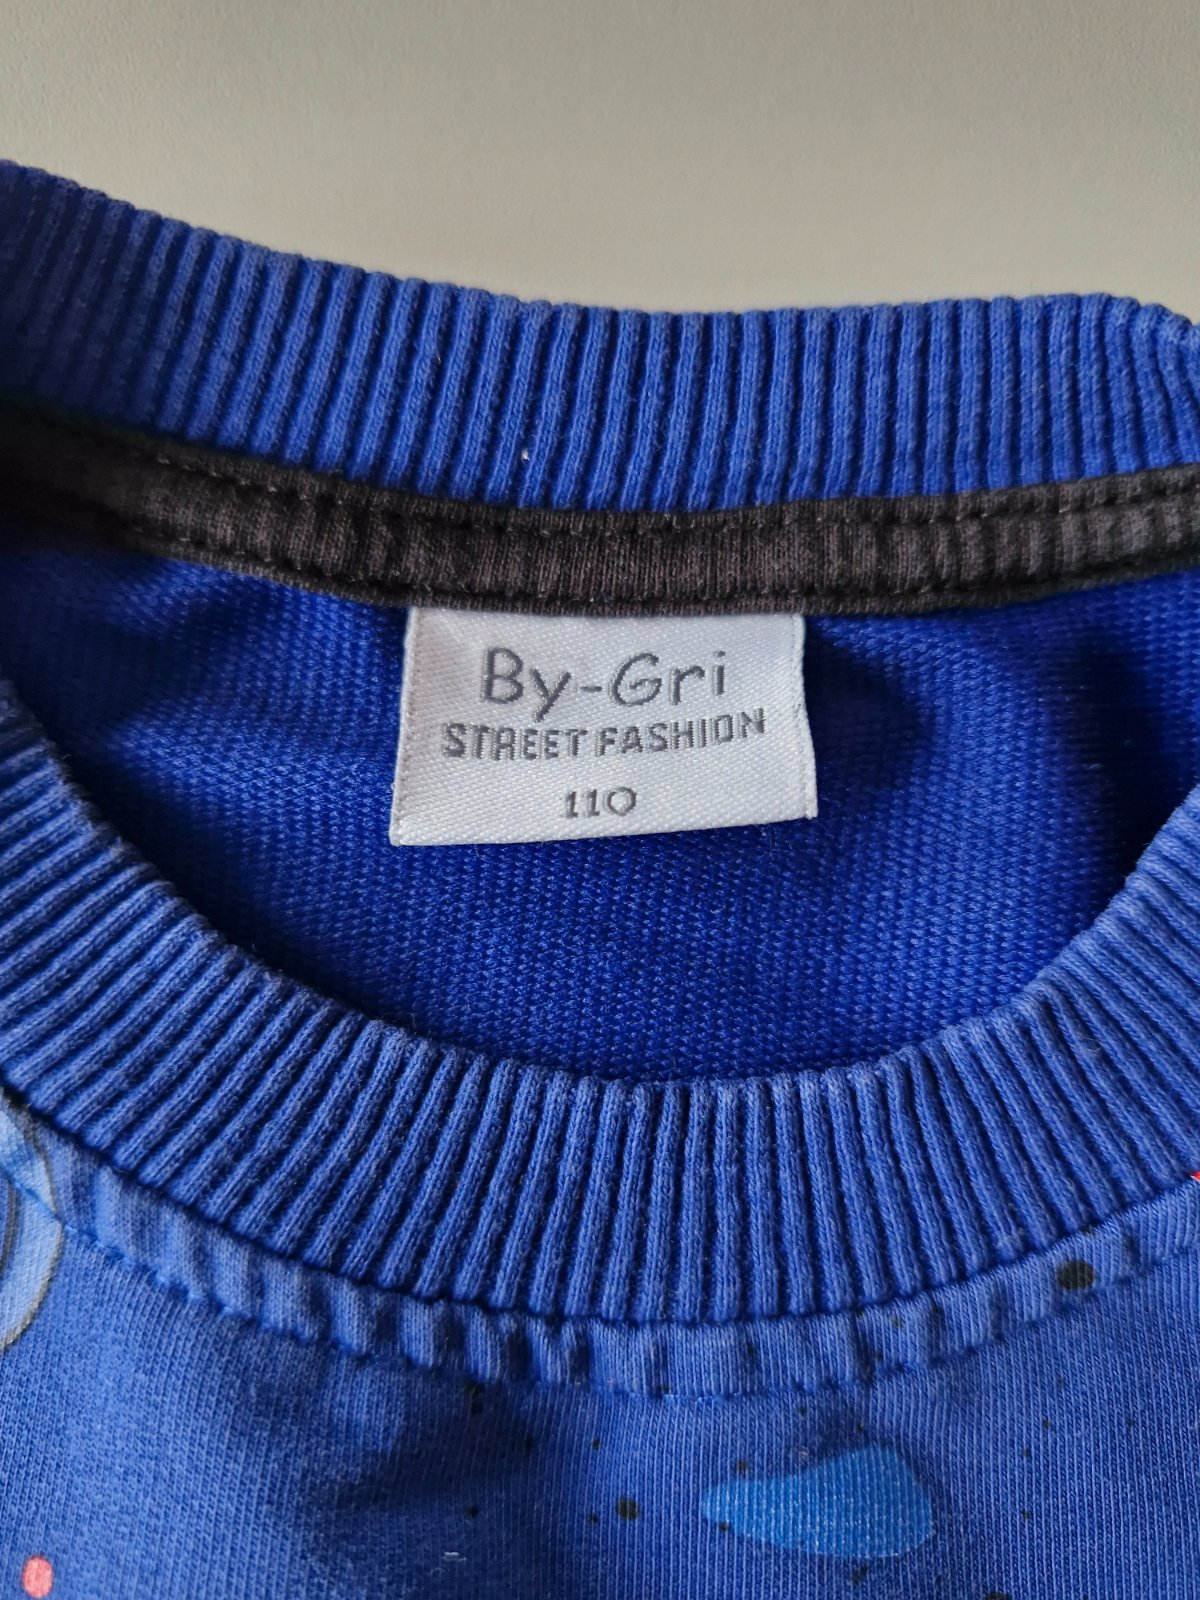 By-Gri
STREET FASHION
110